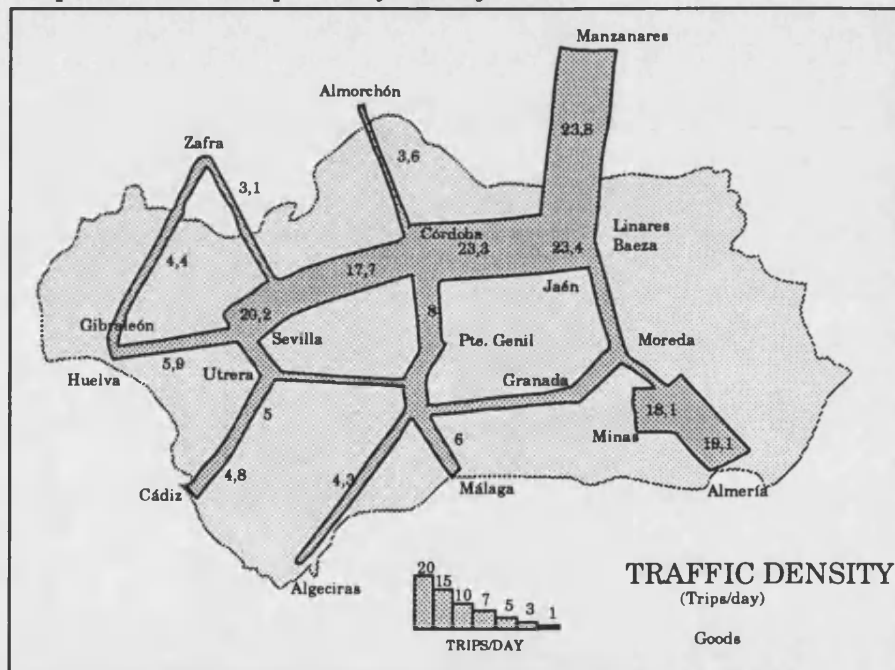 Manzanares
Almorchón
23,8
Zafra
3,6
3,1
Linares
Baeza
Córdoba
23,3
23,4
17,7
4,4
Jaén
20,2
8
Gibraleón
Sevilla
Pte. Genil
Moreda
5,9
Huelva
Utrera
Granada
5
18,1
6
Minas
19,1
4,8
4,3
Cádiz
Málaga
Almería
Algeciras
20
15
10
7
5
3
1
TRIPS/DAY
TRAFFIC DENSITY
(Trips/day)
Goods